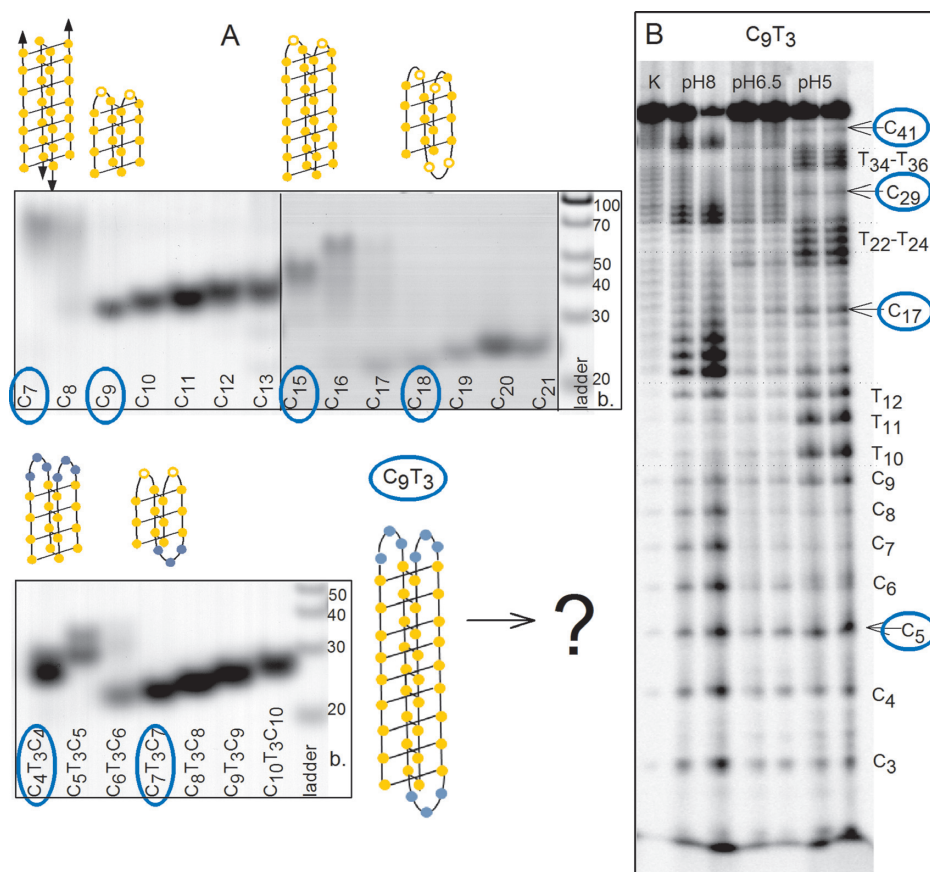 A
100
70
50
40
30
20
b.
C7
C8
C9
C10
C11
C12
C13
C15
C16
C17
C18
C19
C20
C21
ladder
C9T3
?
50
40
30
20
b.
C4T3C4
C5T3C5
C6T3C6
C7T3C7
C8T3C8
C9T3C9
C10T3C10
ladder
B
C9T3
K pH8 pH6.5 pH5
C41
T34-T36
C29
T22-T24
C17
T12
T11
T10
C9
C8
C7
C6
C5
C4
C3